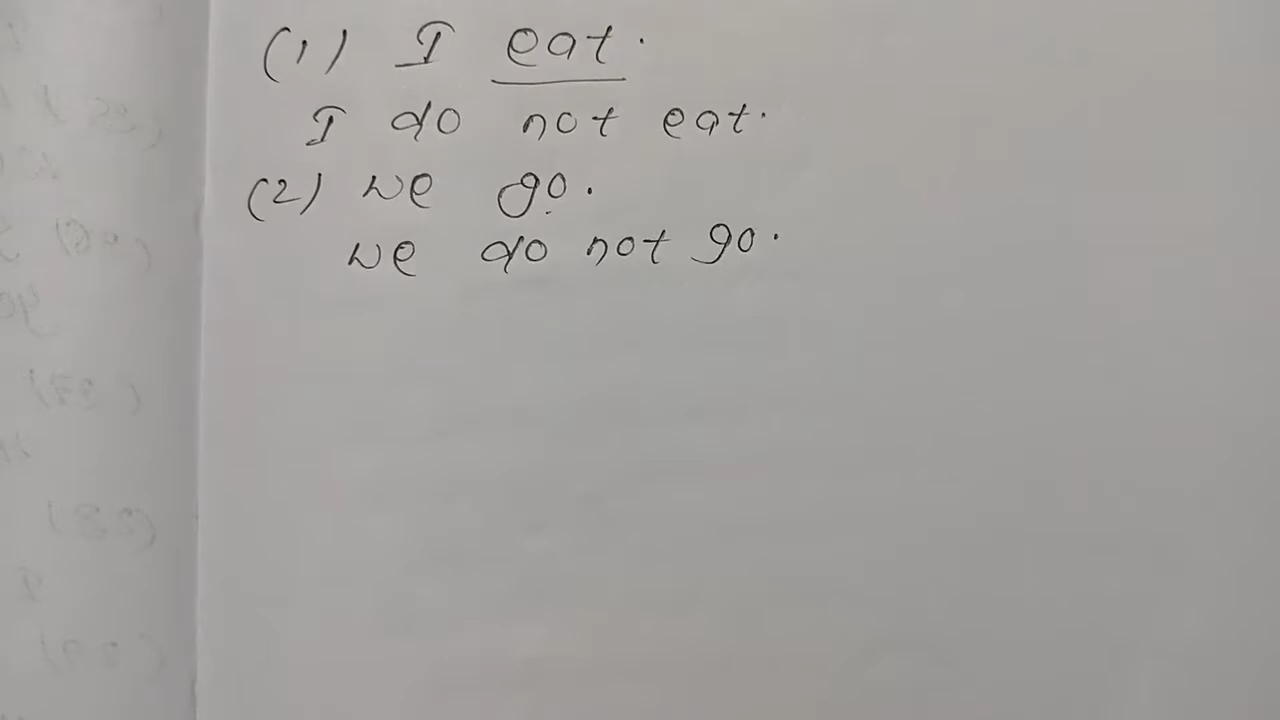 (1) I eat.
I do not eat.
(2) we go.
we do not go.